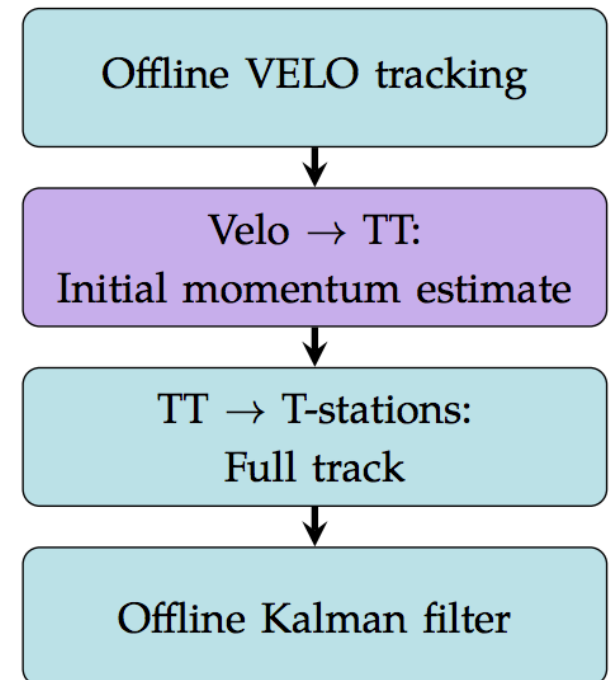 Offline VELO tracking
Velo → TT:
Initial momentum estimate
TT → T-stations:
Full track
Offline Kalman filter